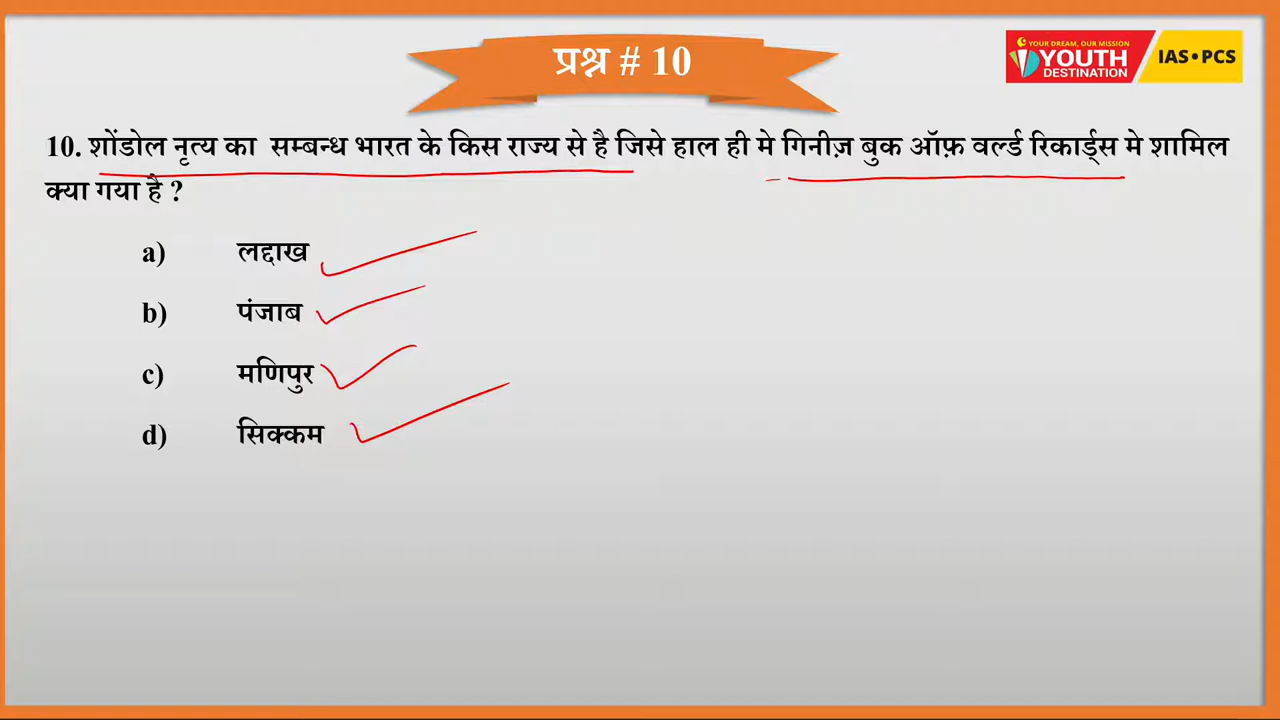 प्रश्न # 10
YOUR DREAM, OUR MISSION
YOUTH
DESTINATION
IAS•PCS
10. शोंडोल नृत्य का सम्बन्ध भारत के किस राज्य से है जिसे हाल ही मे गिनीज़ बुक ऑफ़ वर्ल्ड रिकार्ड्स मे शामिल
क्या गया है ?
a) लद्दाख
b) पंजाब
c) मणिपुर
d) सिक्कम